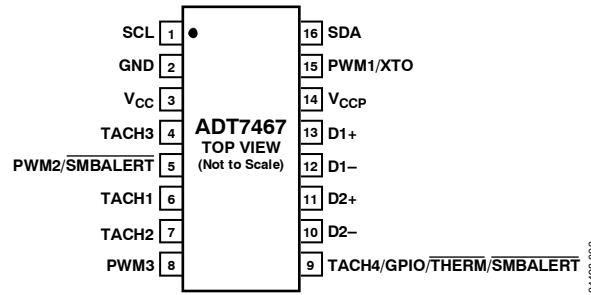 SCL 1
GND 2
VCC 3
TACH3 4
PWM2/SMBALERT 5
TACH1 6
TACH2 7
PWM3 8
ADT7467
TOP VIEW
(Not to Scale)
16 SDA
15 PWM1/XTO
14 VCCP
13 D1+
12 D1–
11 D2+
10 D2–
9 TACH4/GPIO/THERM/SMBALERT